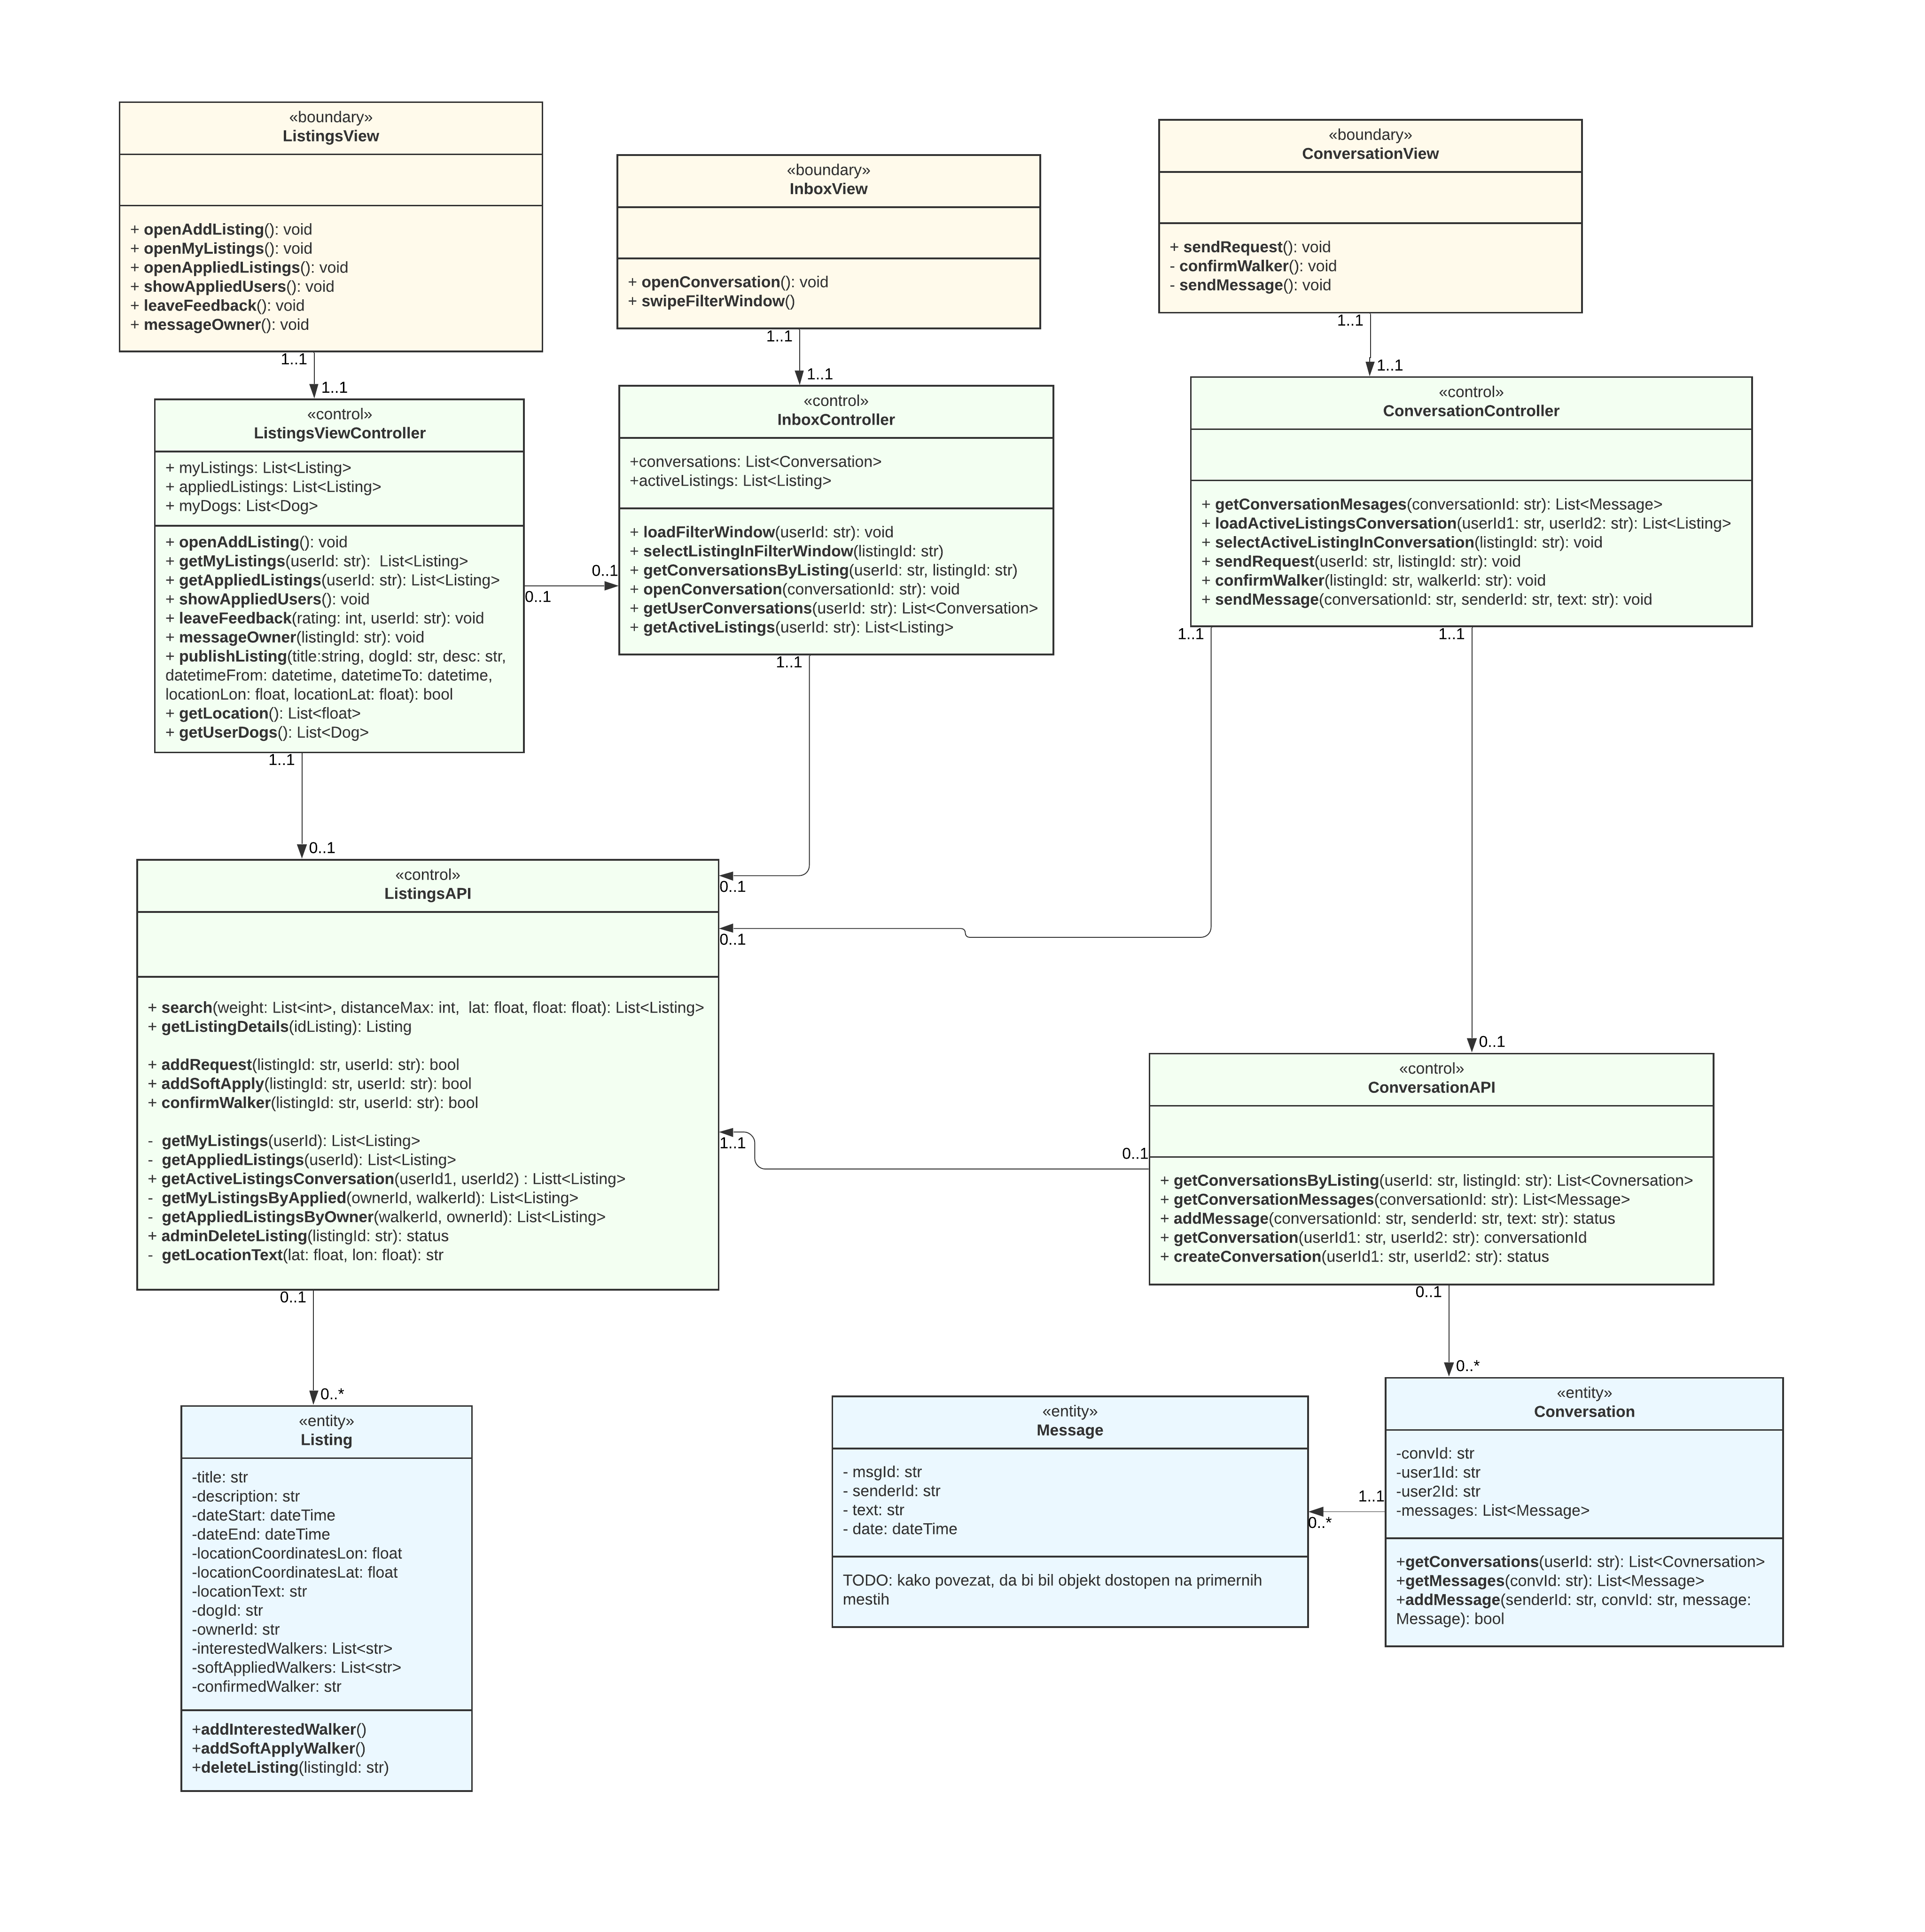 «boundary»
ListingsView
+ openAddListing(): void
+ openMyListings(): void
+ openAppliedListings(): void
+ showAppliedUsers(): void
+ leaveFeedback(): void
+ messageOwner(): void
«boundary»
InboxView
+ openConversation(): void
+ swipeFilterWindow()
«boundary»
ConversationView
+ sendRequest(): void
- confirmWalker(): void
- sendMessage(): void
1..1
1..1
1..1
1..1
1..1
1..1
«control»
ListingsViewController
+ myListings: List<Listing>
+ appliedListings: List<Listing>
+ myDogs: List<Dog>
+ openAddListing(): void
+ getMyListings(userId: str):  List<Listing>
+ getAppliedListings(userId: str): List<Listing>
+ showAppliedUsers(): void
+ leaveFeedback(rating: int, userId: str): void
+ messageOwner(listingId: str): void
+ publishListing(title:string, dogId: str, desc: str,
datetimeFrom: datetime, datetimeTo: datetime,
locationLon: float, locationLat: float): bool
+ getLocation(): List<float>
+ getUserDogs(): List<Dog>
0..1
0..1
«control»
InboxController
+conversations: List<Conversation>
+activeListings: List<Listing>
+ loadFilterWindow(userId: str): void
+ selectListingInFilterWindow(listingId: str)
+ getConversationsByListing(userId: str, listingId: str)
+ openConversation(conversationId: str): void
+ getUserConversations(userId: str): List<Conversation>
+ getActiveListings(userId: str): List<Listing>
«control»
ConversationController
+ getConversationMesages(conversationId: str): List<Message>
+ loadActiveListingsConversation(userId1: str, userId2: str): List<Listing>
+ selectActiveListingInConversation(listingId: str): void
+ sendRequest(userId: str, listingId: str): void
+ confirmWalker(listingId: str, walkerId: str): void
+ sendMessage(conversationId: str, senderId: str, text: str): void
1..1
1..1
1..1
1..1
0..1
0..1
0..1
0..1
«control»
ListingsAPI
+ search(weight: List<int>, distanceMax: int,  lat: float, float: float): List<Listing>
+ getListingDetails(idListing): Listing
+ addRequest(listingId: str, userId: str): bool
+ addSoftApply(listingId: str, userId: str): bool
+ confirmWalker(listingId: str, userId: str): bool
-  getMyListings(userId): List<Listing>
-  getAppliedListings(userId): List<Listing>
+ getActiveListingsConversation(userId1, userId2) : Listt<Listing>
-  getMyListingsByApplied(ownerId, walkerId): List<Listing>
-  getAppliedListingsByOwner(walkerId, ownerId): List<Listing>
+ adminDeleteListing(listingId: str): status
-  getLocationText(lat: float, lon: float): str
1..1
0..1
«control»
ConversationAPI
+ getConversationsByListing(userId: str, listingId: str): List<Covnersation>
+ getConversationMessages(conversationId: str): List<Message>
+ addMessage(conversationId: str, senderId: str, text: str): status
+ getConversation(userId1: str, userId2: str): conversationId
+ createConversation(userId1: str, userId2: str): status
0..1
0..*
0..1
0..*
«entity»
Listing
-title: str
-description: str
-dateStart: dateTime
-dateEnd: dateTime
-locationCoordinatesLon: float
-locationCoordinatesLat: float
-locationText: str
-dogId: str
-ownerId: str
-interestedWalkers: List<str>
-softAppliedWalkers: List<str>
-confirmedWalker: str
+addInterestedWalker()
+addSoftApplyWalker()
+deleteListing(listingId: str)
«entity»
Message
- msgId: str
- senderId: str
- text: str
- date: dateTime
TODO: kako povezat, da bi bil objekt dostopen na primernih
mestih
1..1
0..*
«entity»
Conversation
-convId: str
-user1Id: str
-user2Id: str
-messages: List<Message>
+getConversations(userId: str): List<Covnersation>
+getMessages(convId: str): List<Message>
+addMessage(senderId: str, convId: str, message:
Message): bool